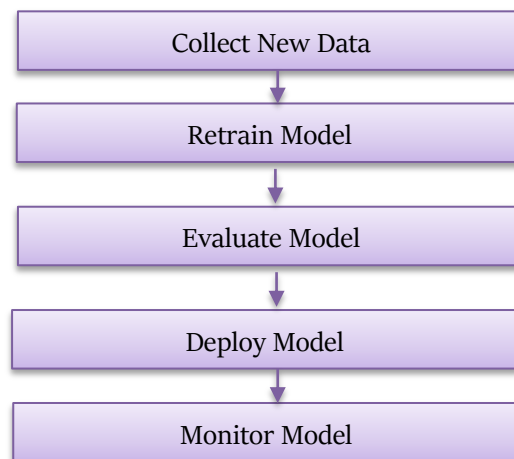 Collect New Data
Retrain Model
Evaluate Model
Deploy Model
Monitor Model